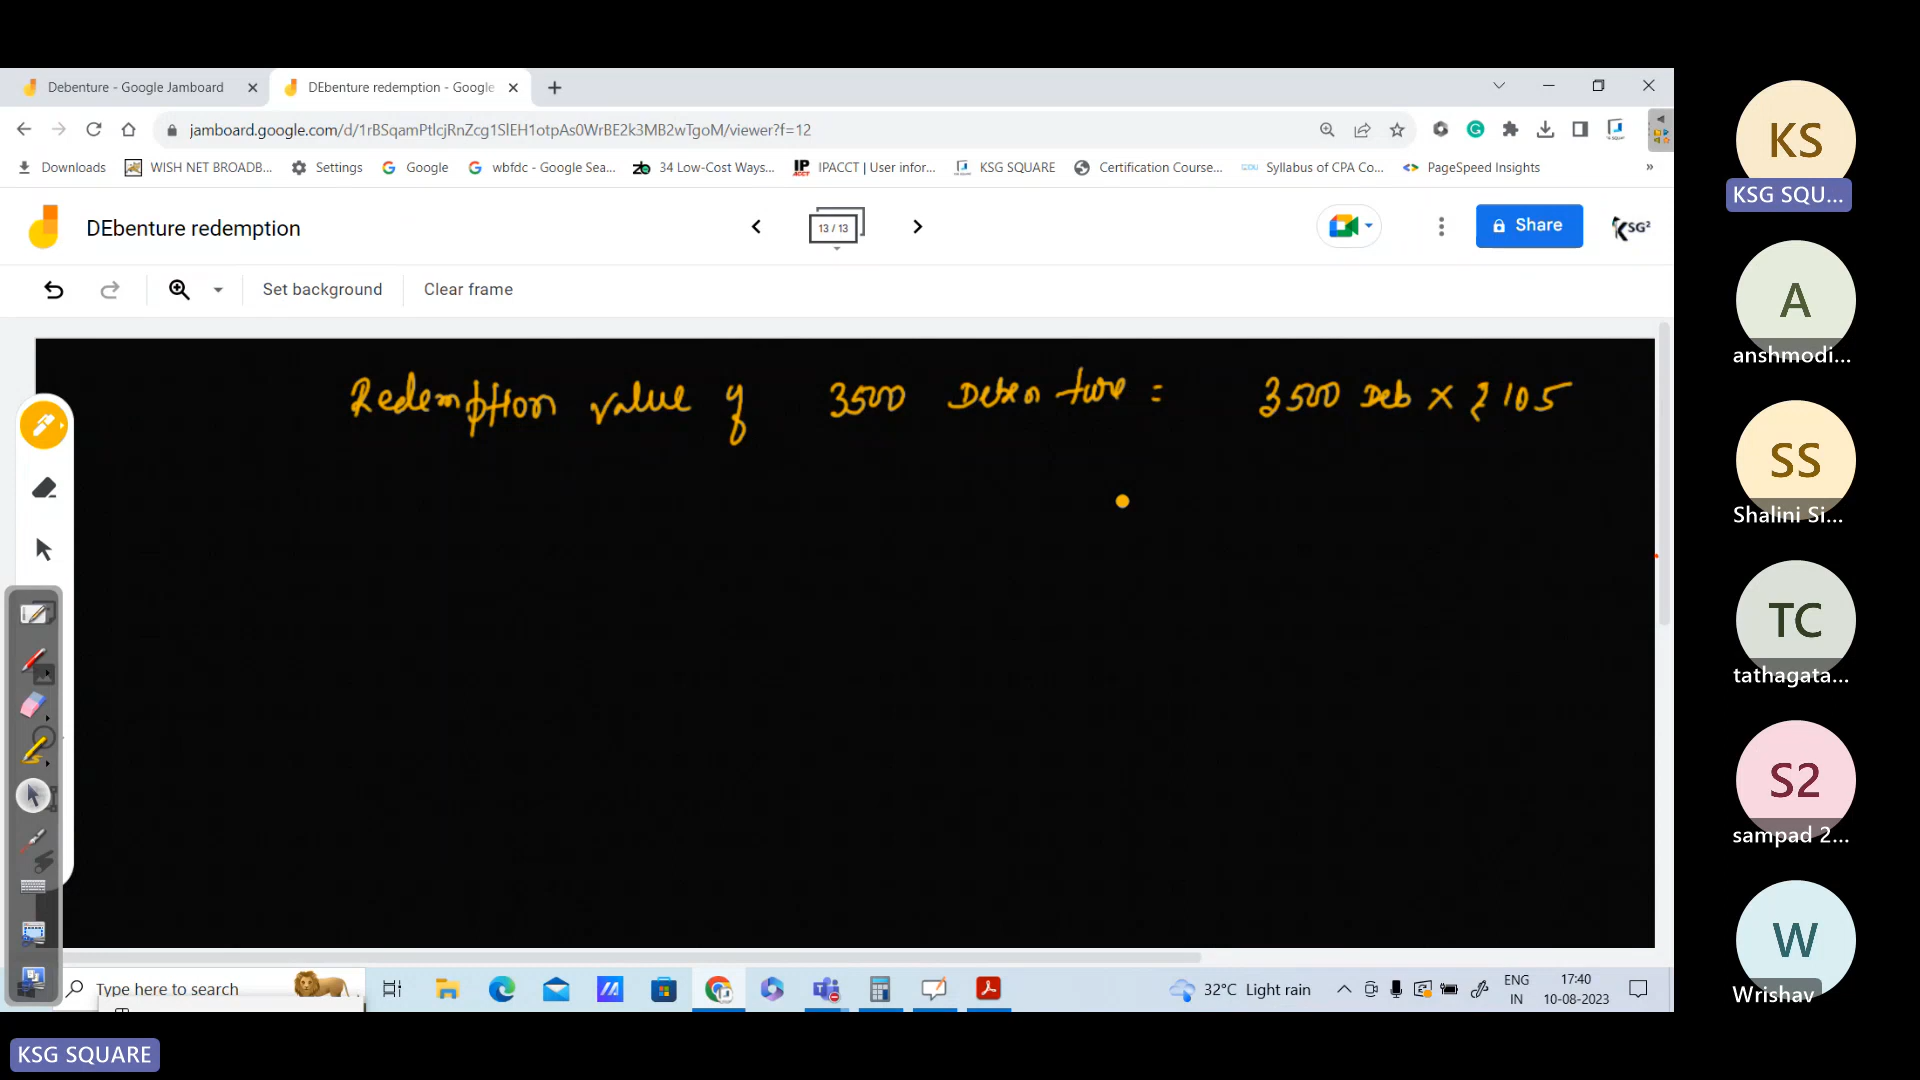 Debenture - Google Jamboard
DEbenture redemption - Google
jamboard.google.com/d/1rBSqamPtlcjRnZcg1SlEH1otpAs0WrBE2k3MB2wTgoM/viewer?f=12
Downloads WISH NET BROADB... Settings Google wbfdc - Google Sea... 34 Low-Cost Ways... IPACCT | User infor... KSG SQUARE Certification Course... Syllabus of CPA Co... PageSpeed Insights »
DEbenture redemption
13 / 13
Share
KSG²
Set background
Clear frame
Redemption value of 3500 Debenture = 3500 Deb × ₹ 105
Type here to search
32°C Light rain
ENG
IN
17:40
10-08-2023
KSG SQUARE
KS
KSG SQU...
A
anshmodi...
SS
Shalini Si...
TC
tathagata...
S2
sampad 2...
W
Wrishav